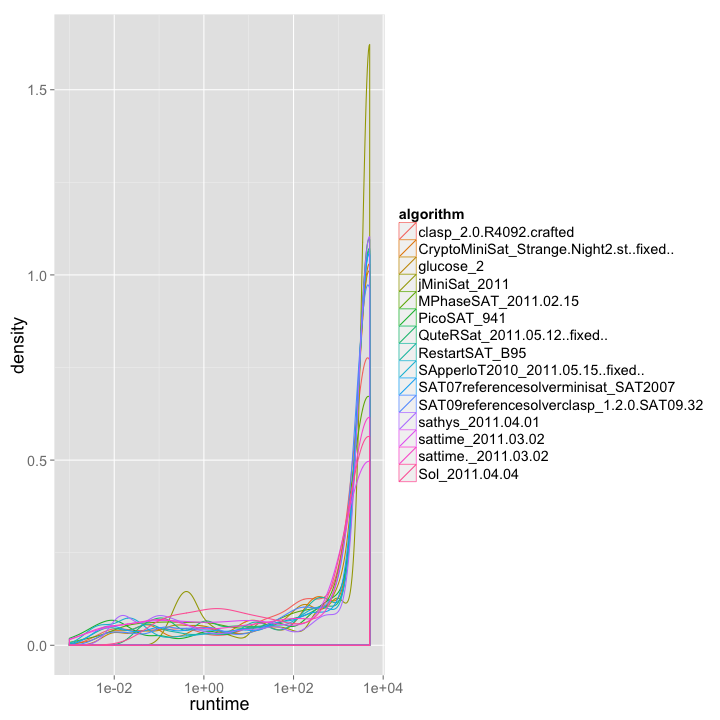 density
1.5
1.0
0.5
0.0
1e-02 1e+00 1e+02 1e+04
runtime
algorithm
clasp_2.0.R4092.crafted
CryptoMiniSat_Strange.Night2.st..fixed..
glucose_2
jMiniSat_2011
MPhaseSAT_2011.02.15
PicoSAT_941
QuteRSat_2011.05.12..fixed..
RestartSAT_B95
SApperloT2010_2011.05.15..fixed..
SAT07referencesolverminisat_SAT2007
SAT09referencesolverclasp_1.2.0.SAT09.32
sathys_2011.04.01
sattime_2011.03.02
sattime._2011.03.02
Sol_2011.04.04